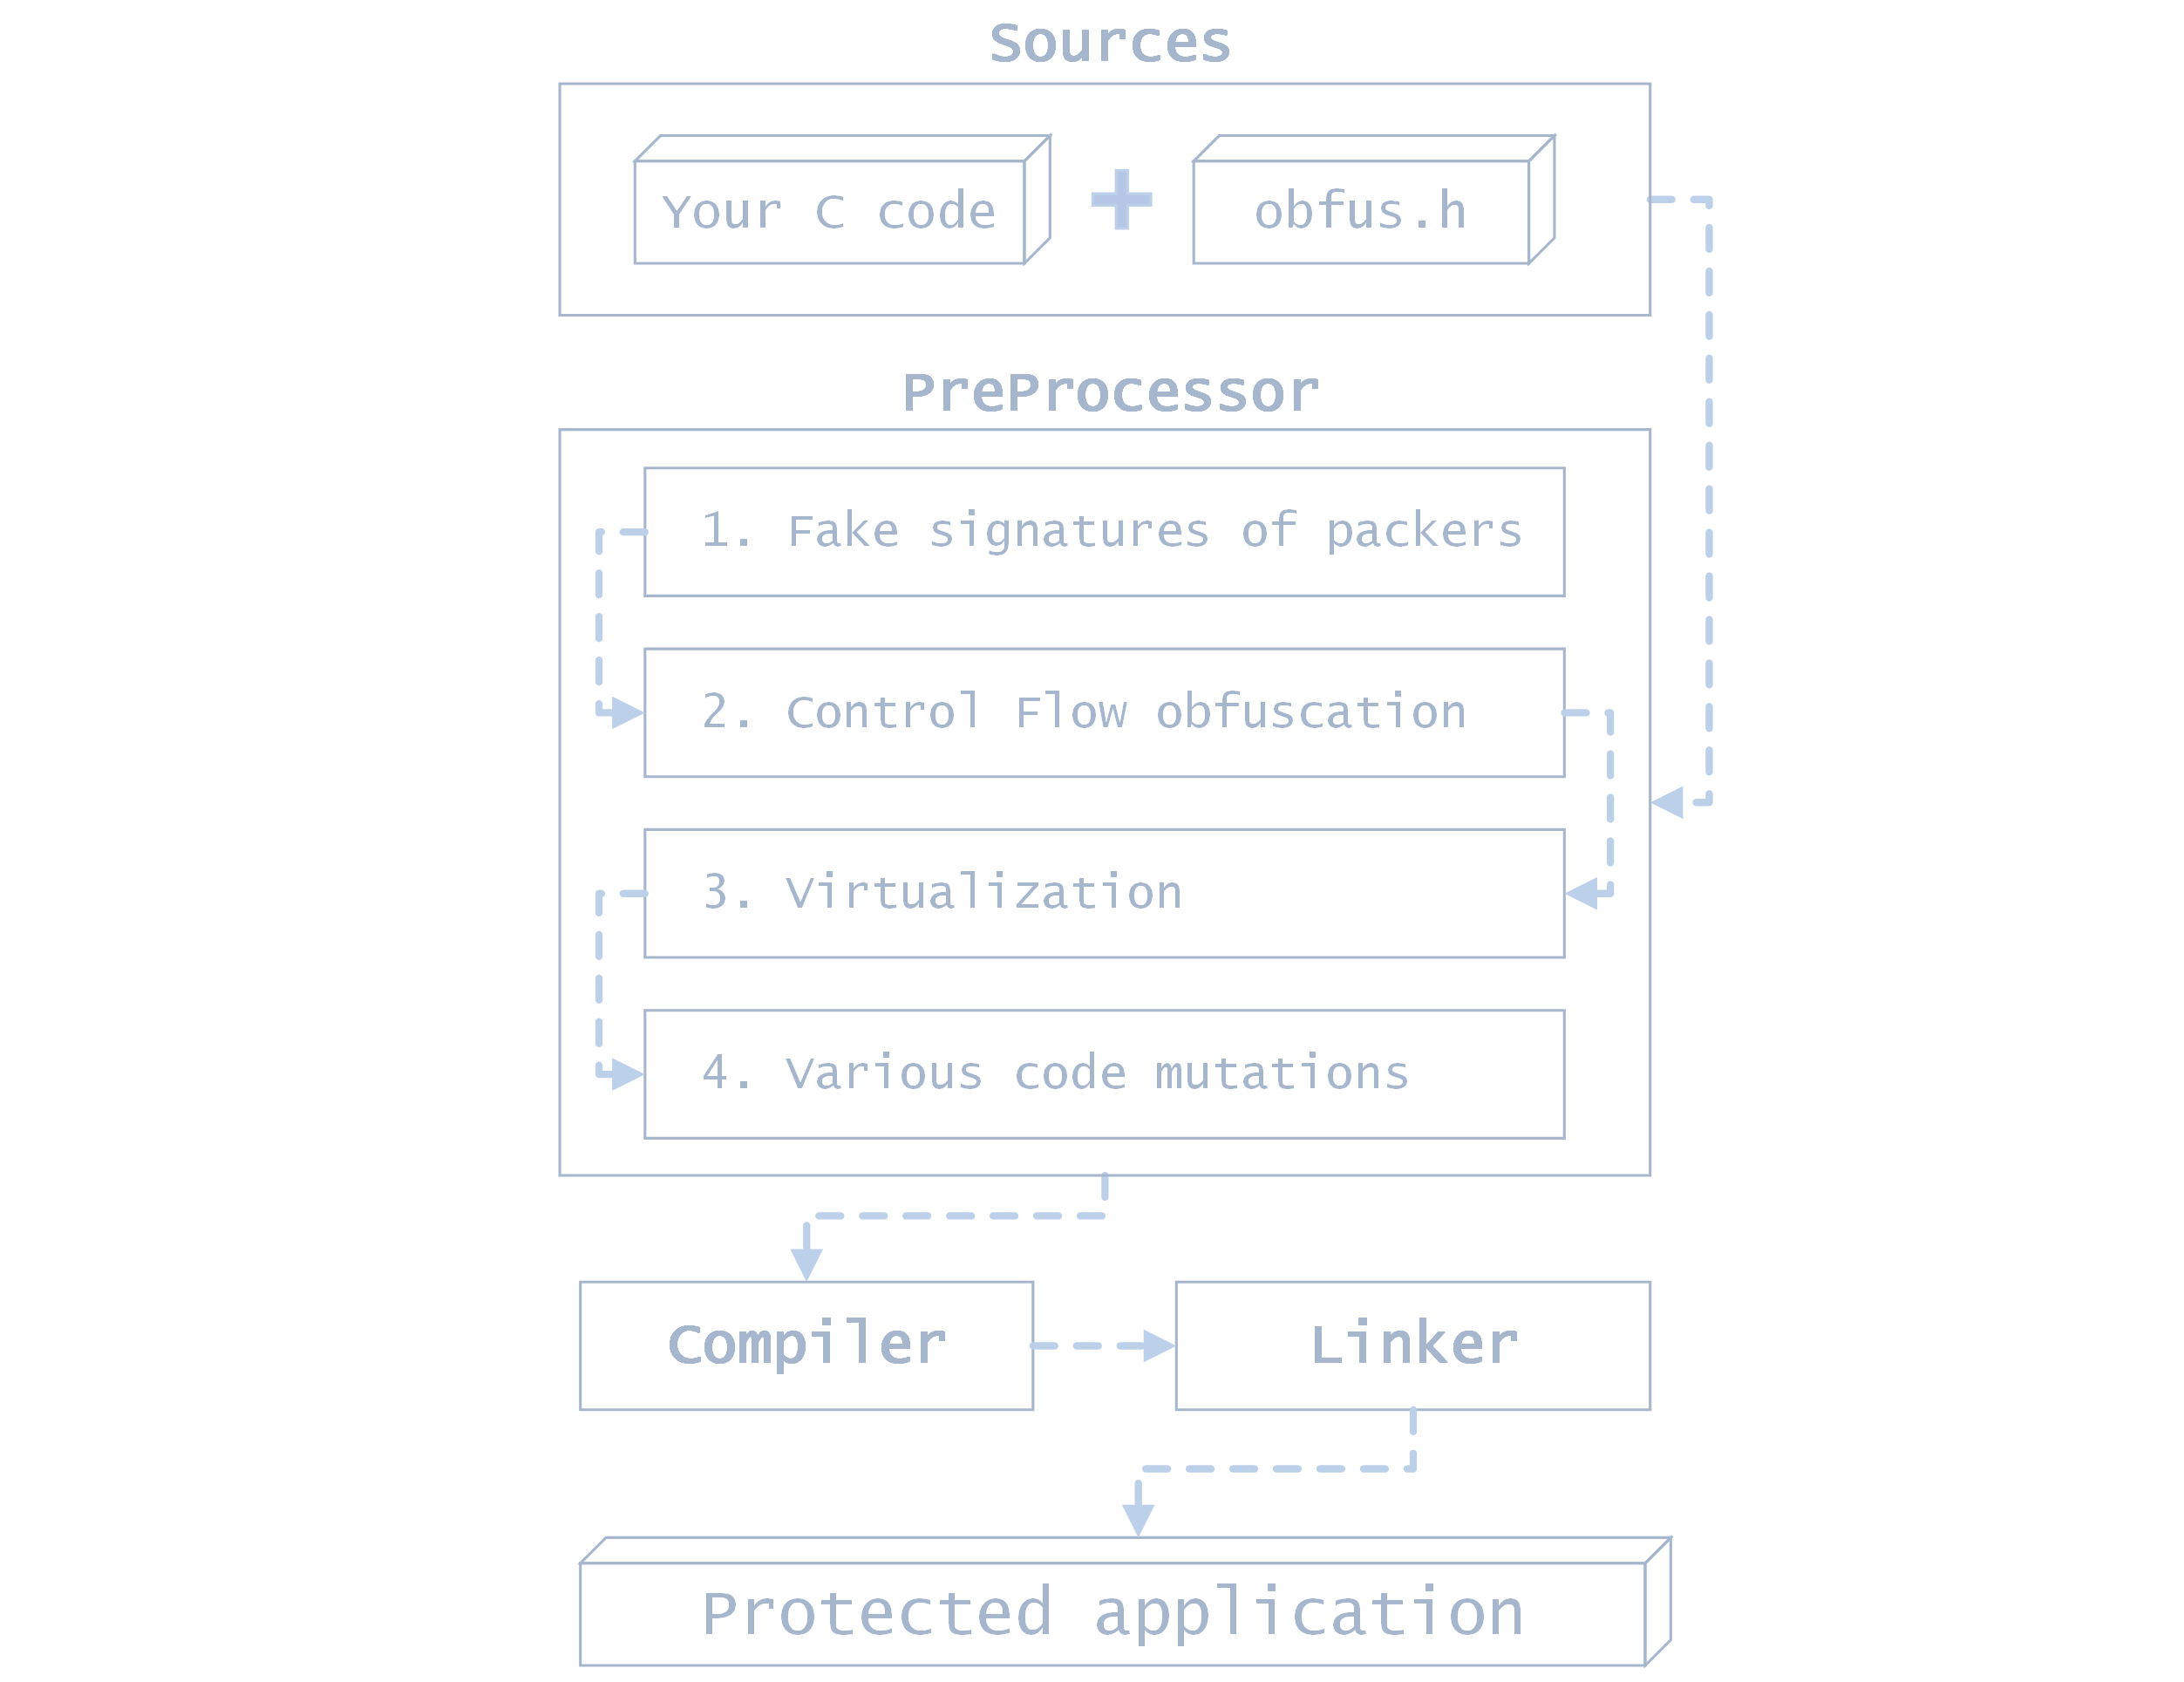 Sources
Your C code
obfus.h
PreProcessor
1. Fake signatures of packers
2. Control Flow obfuscation
3. Virtualization
4. Various code mutations
Compiler
Linker
Protected application